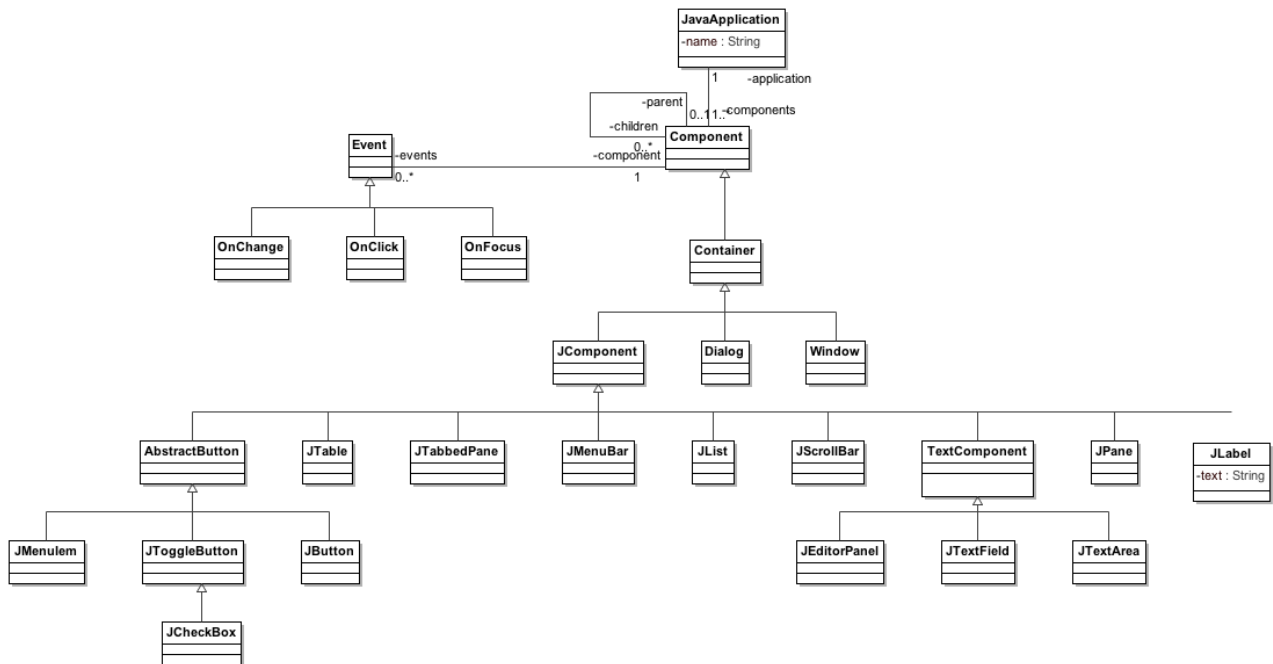 JavaApplication
-name : String
1
-application
-parent
0..1
1..*
-components
-children
0..*
Component
Event
-events
-component
0..*
1
OnChange
OnClick
OnFocus
Container
JComponent
Dialog
Window
AbstractButton
JTable
JTabbedPane
JMenuBar
JList
JScrollBar
TextComponent
JPane
JLabel
-text : String
JMenuIem
JToggleButton
JButton
JEditorPanel
JTextField
JTextArea
JCheckBox